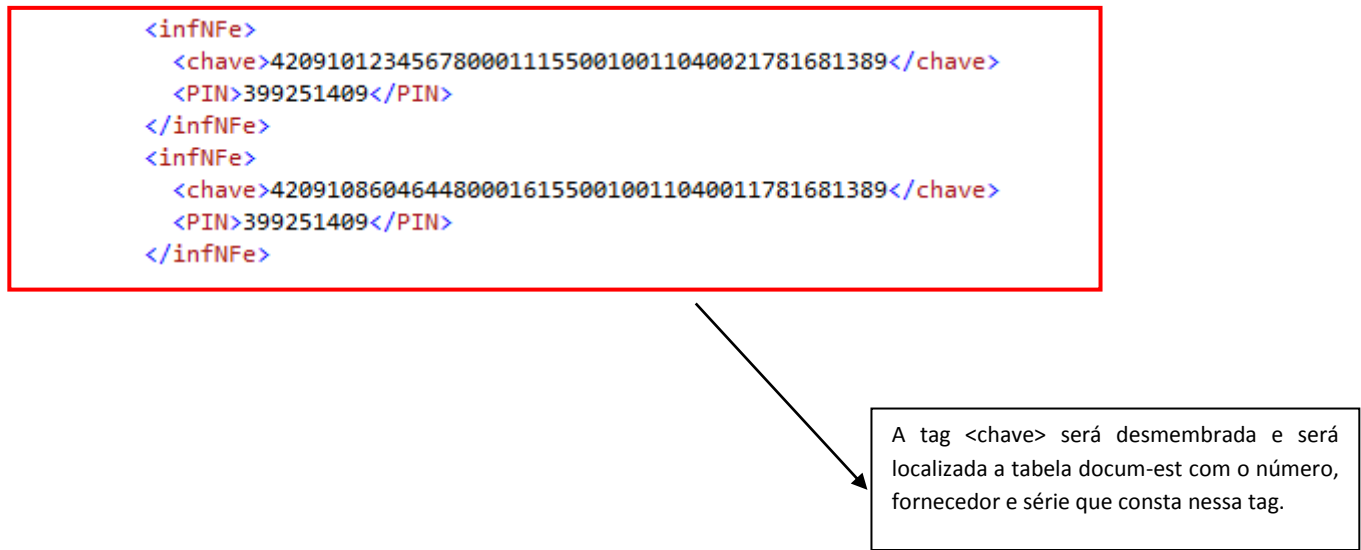 <infNFe>
<chave>42091012345678000111550010011040021781681389</chave>
<PIN>399251409</PIN>
</infNFe>
<infNFe>
<chave>42091086046448000161550010011040011781681389</chave>
<PIN>399251409</PIN>
</infNFe>
A tag <chave> será desmembrada e será
localizada a tabela docum-est com o número,
fornecedor e série que consta nessa tag.